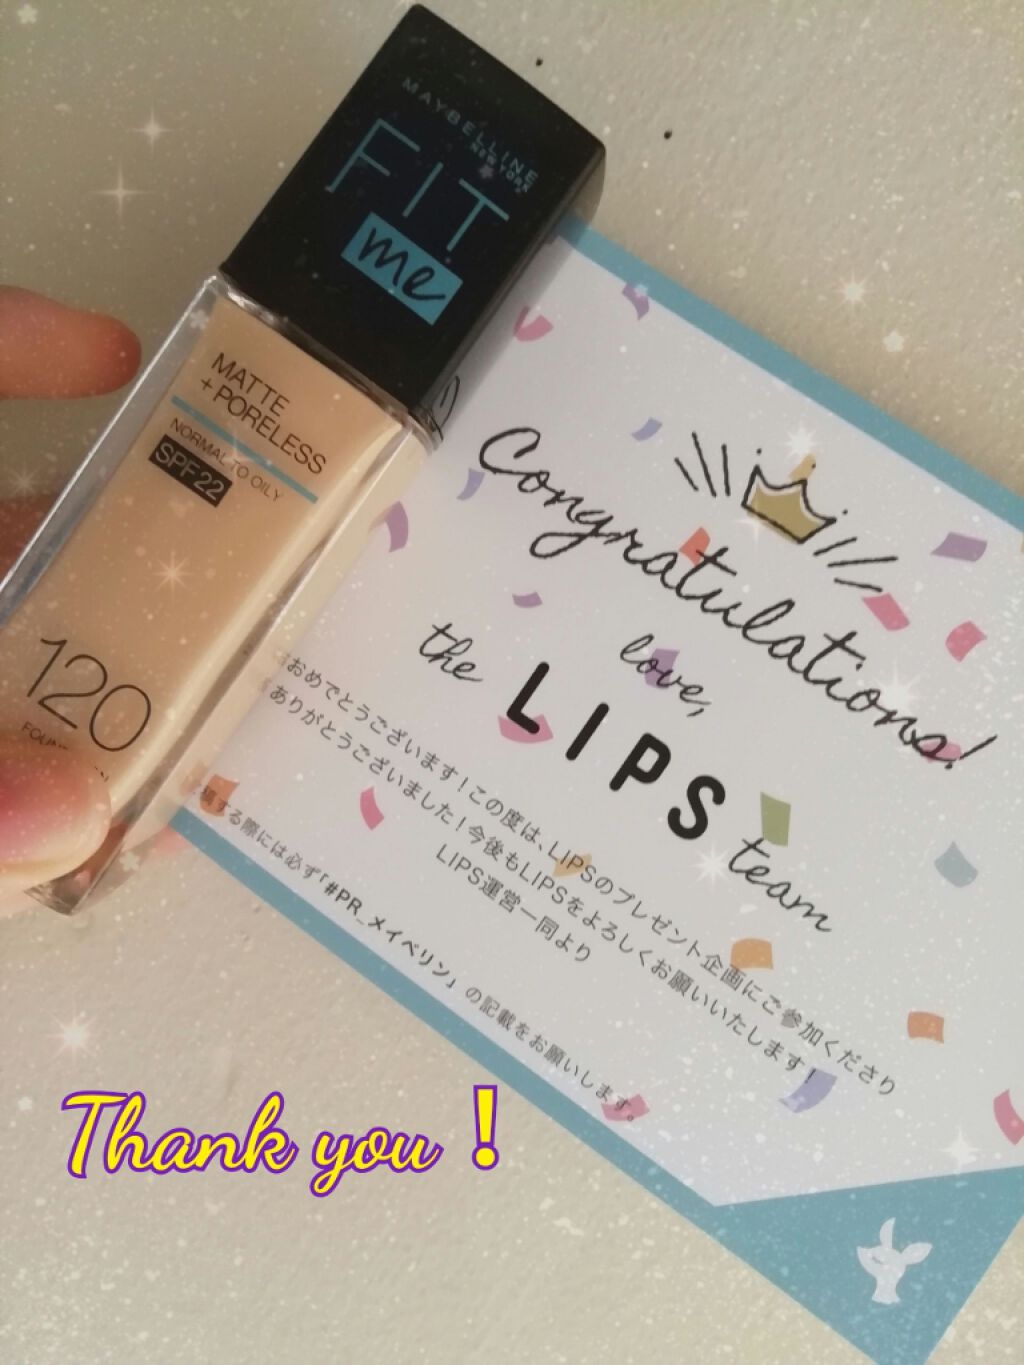 MAYBELLINE
NEW YORK
FIT
me
MATTE
+ PORELESS
NORMAL TO OILY
SPF 22
120
Congratulations!
love,
the LIPS team
おめでとうございます！この度は、LIPSのプレゼント企画にご参加くださり
ありがとうございました！今後もLIPSをよろしくお願いいたします！
LIPS運営一同より
する際には必ず「#PR_メイベリン」の記載をお願いします。
Thank you！